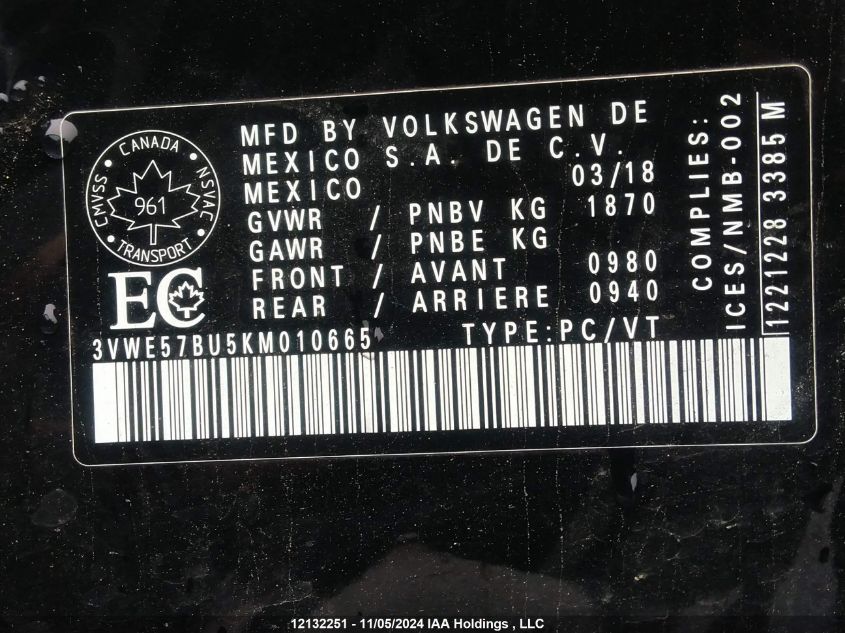 CANADA
CMVSS
NSVAC
961
TRANSPORT
EC
MFD BY VOLKSWAGEN DE
MEXICO S.A. DE C.V.
MEXICO 03/18
GVWR / PNBV KG 1870
GAWR / PNBE KG
FRONT / AVANT 0980
REAR / ARRIERE 0940
3VWE57BU5KM010665 TYPE:PC/VT
COMPLIES:
ICES/NMB-002
1221228 3385 M
12132251 - 11/05/2024 IAA Holdings , LLC